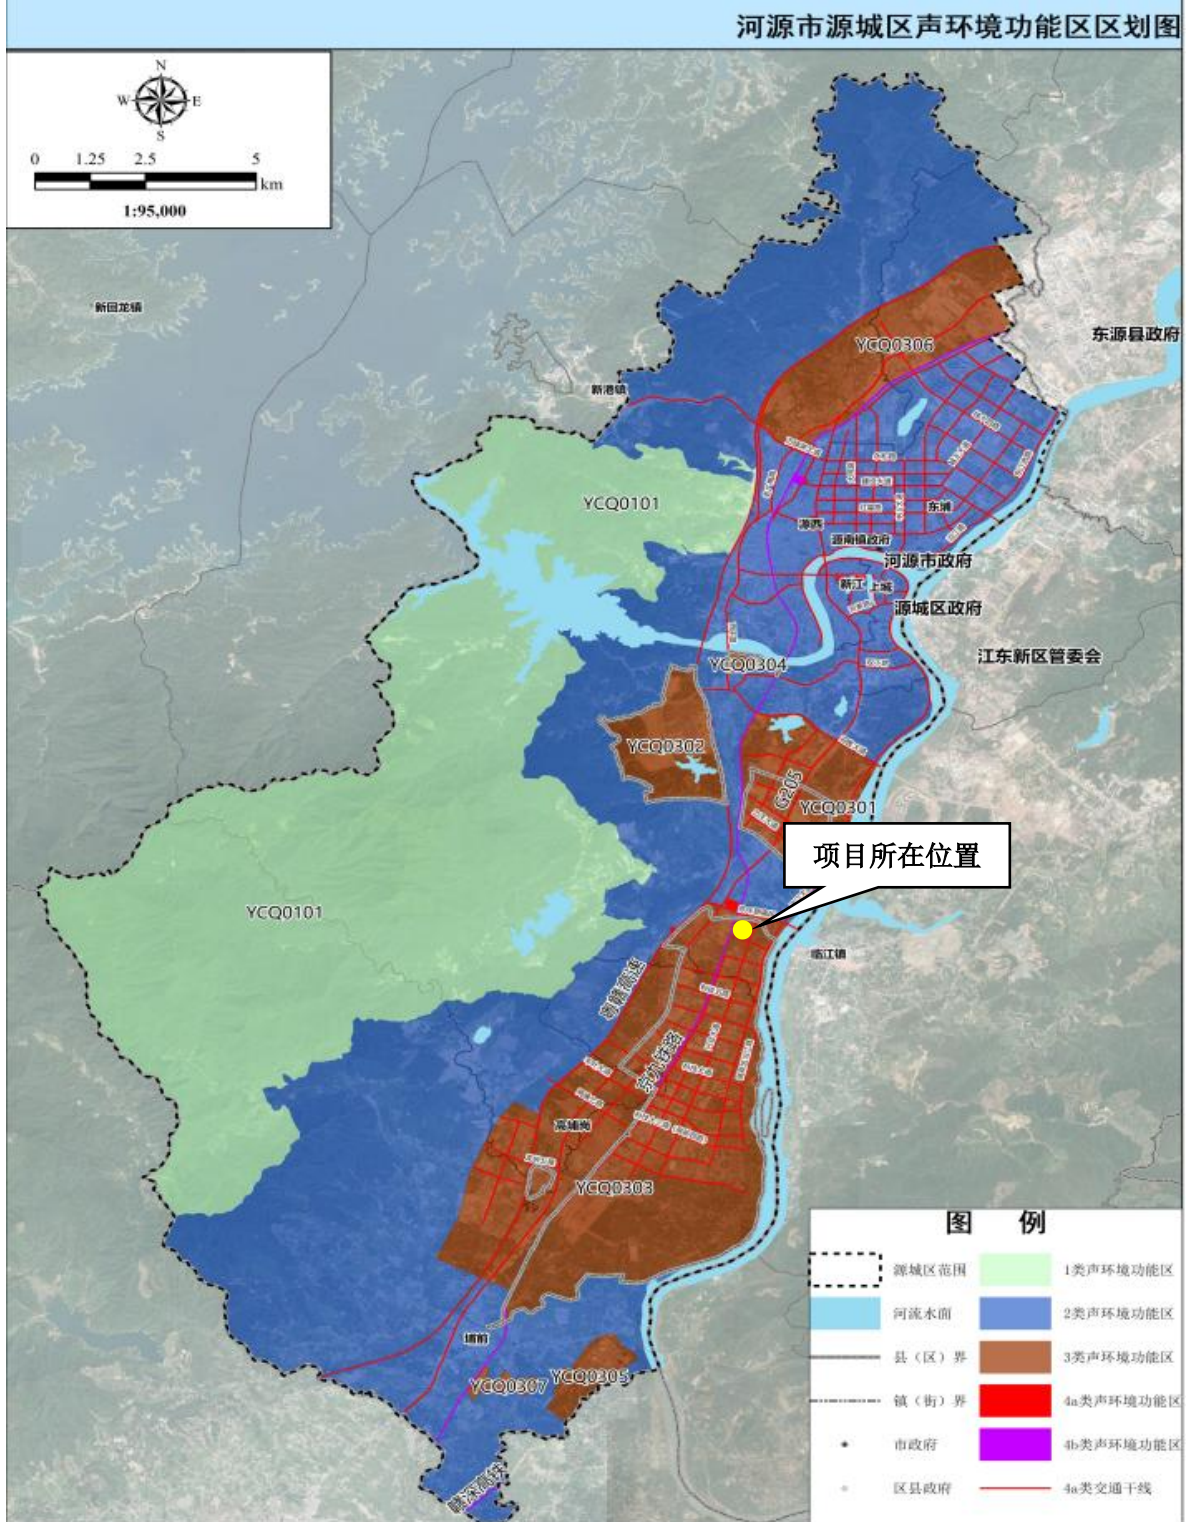 河源市源城区声环境功能区区划图
N
W
E
S
0 1.25 2.5 5
km
1:95,000
新回龙镇
东源县政府
YCQ0306
新港镇
YCQ0101
源西
东埔
源南镇政府
河源市政府
新江
上城
源城区政府
江东新区管委会
YCQ0304
YCQ0302
G205
YCQ0301
项目所在位置
YCQ0101
临江镇
京九铁路
高埔岗
YCQ0303
埔前
YCQ0307
YCQ0305
赣深高铁
图 例
源城区范围
1类声环境功能区
河流水面
2类声环境功能区
县（区）界
3类声环境功能区
镇（街）界
4a类声环境功能区
市政府
4b类声环境功能区
区县政府
4a类交通干线